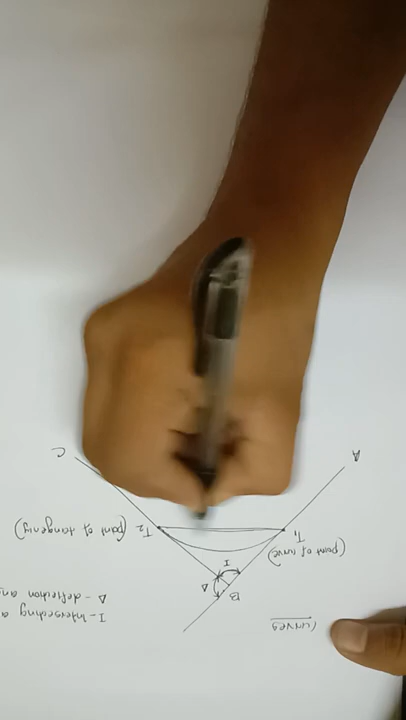 Curves
I - Intersecting
Δ - deflection
B
Δ
I
T1
(point of curve)
T2
(point of tangency)
A
C